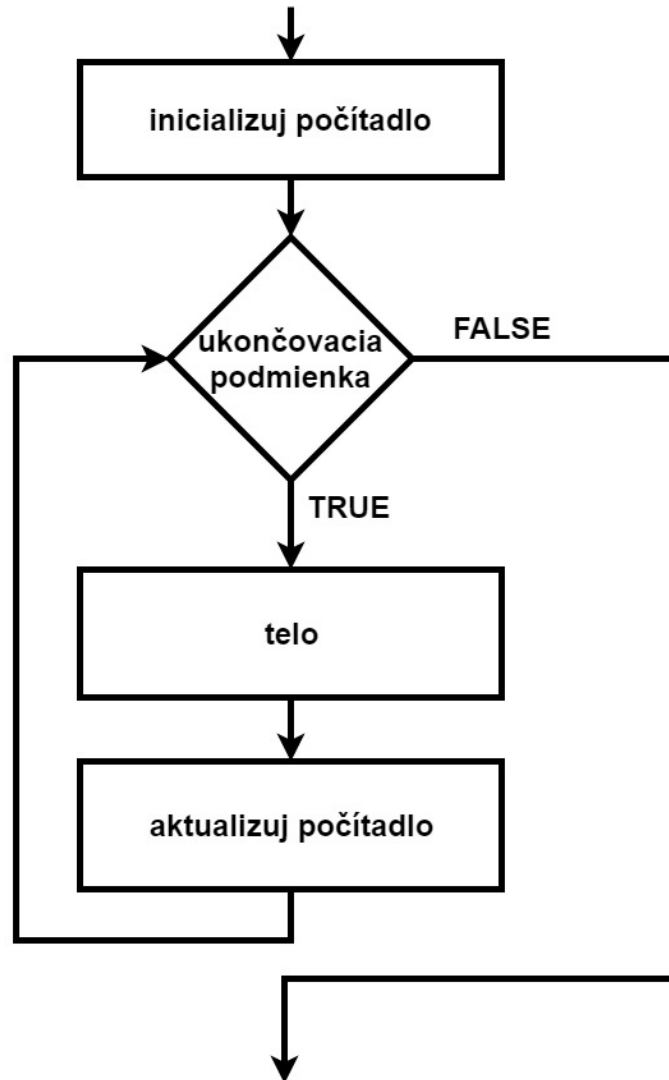 inicializuj počítadlo
ukončovacia
podmienka
FALSE
TRUE
telo
aktualizuj počítadlo